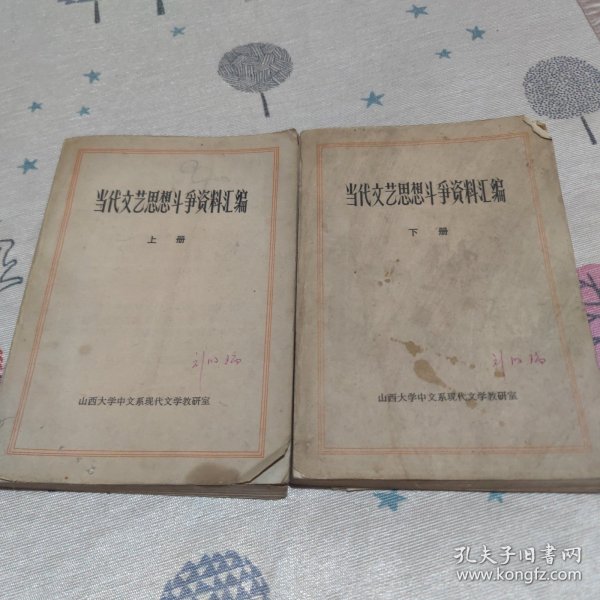 当代文艺思想斗争资料汇编
上 册
山西大学中文系现代文学教研室
当代文艺思想斗争资料汇编
下 册
山西大学中文系现代文学教研室
孔夫子旧書网
www.kongfz.com